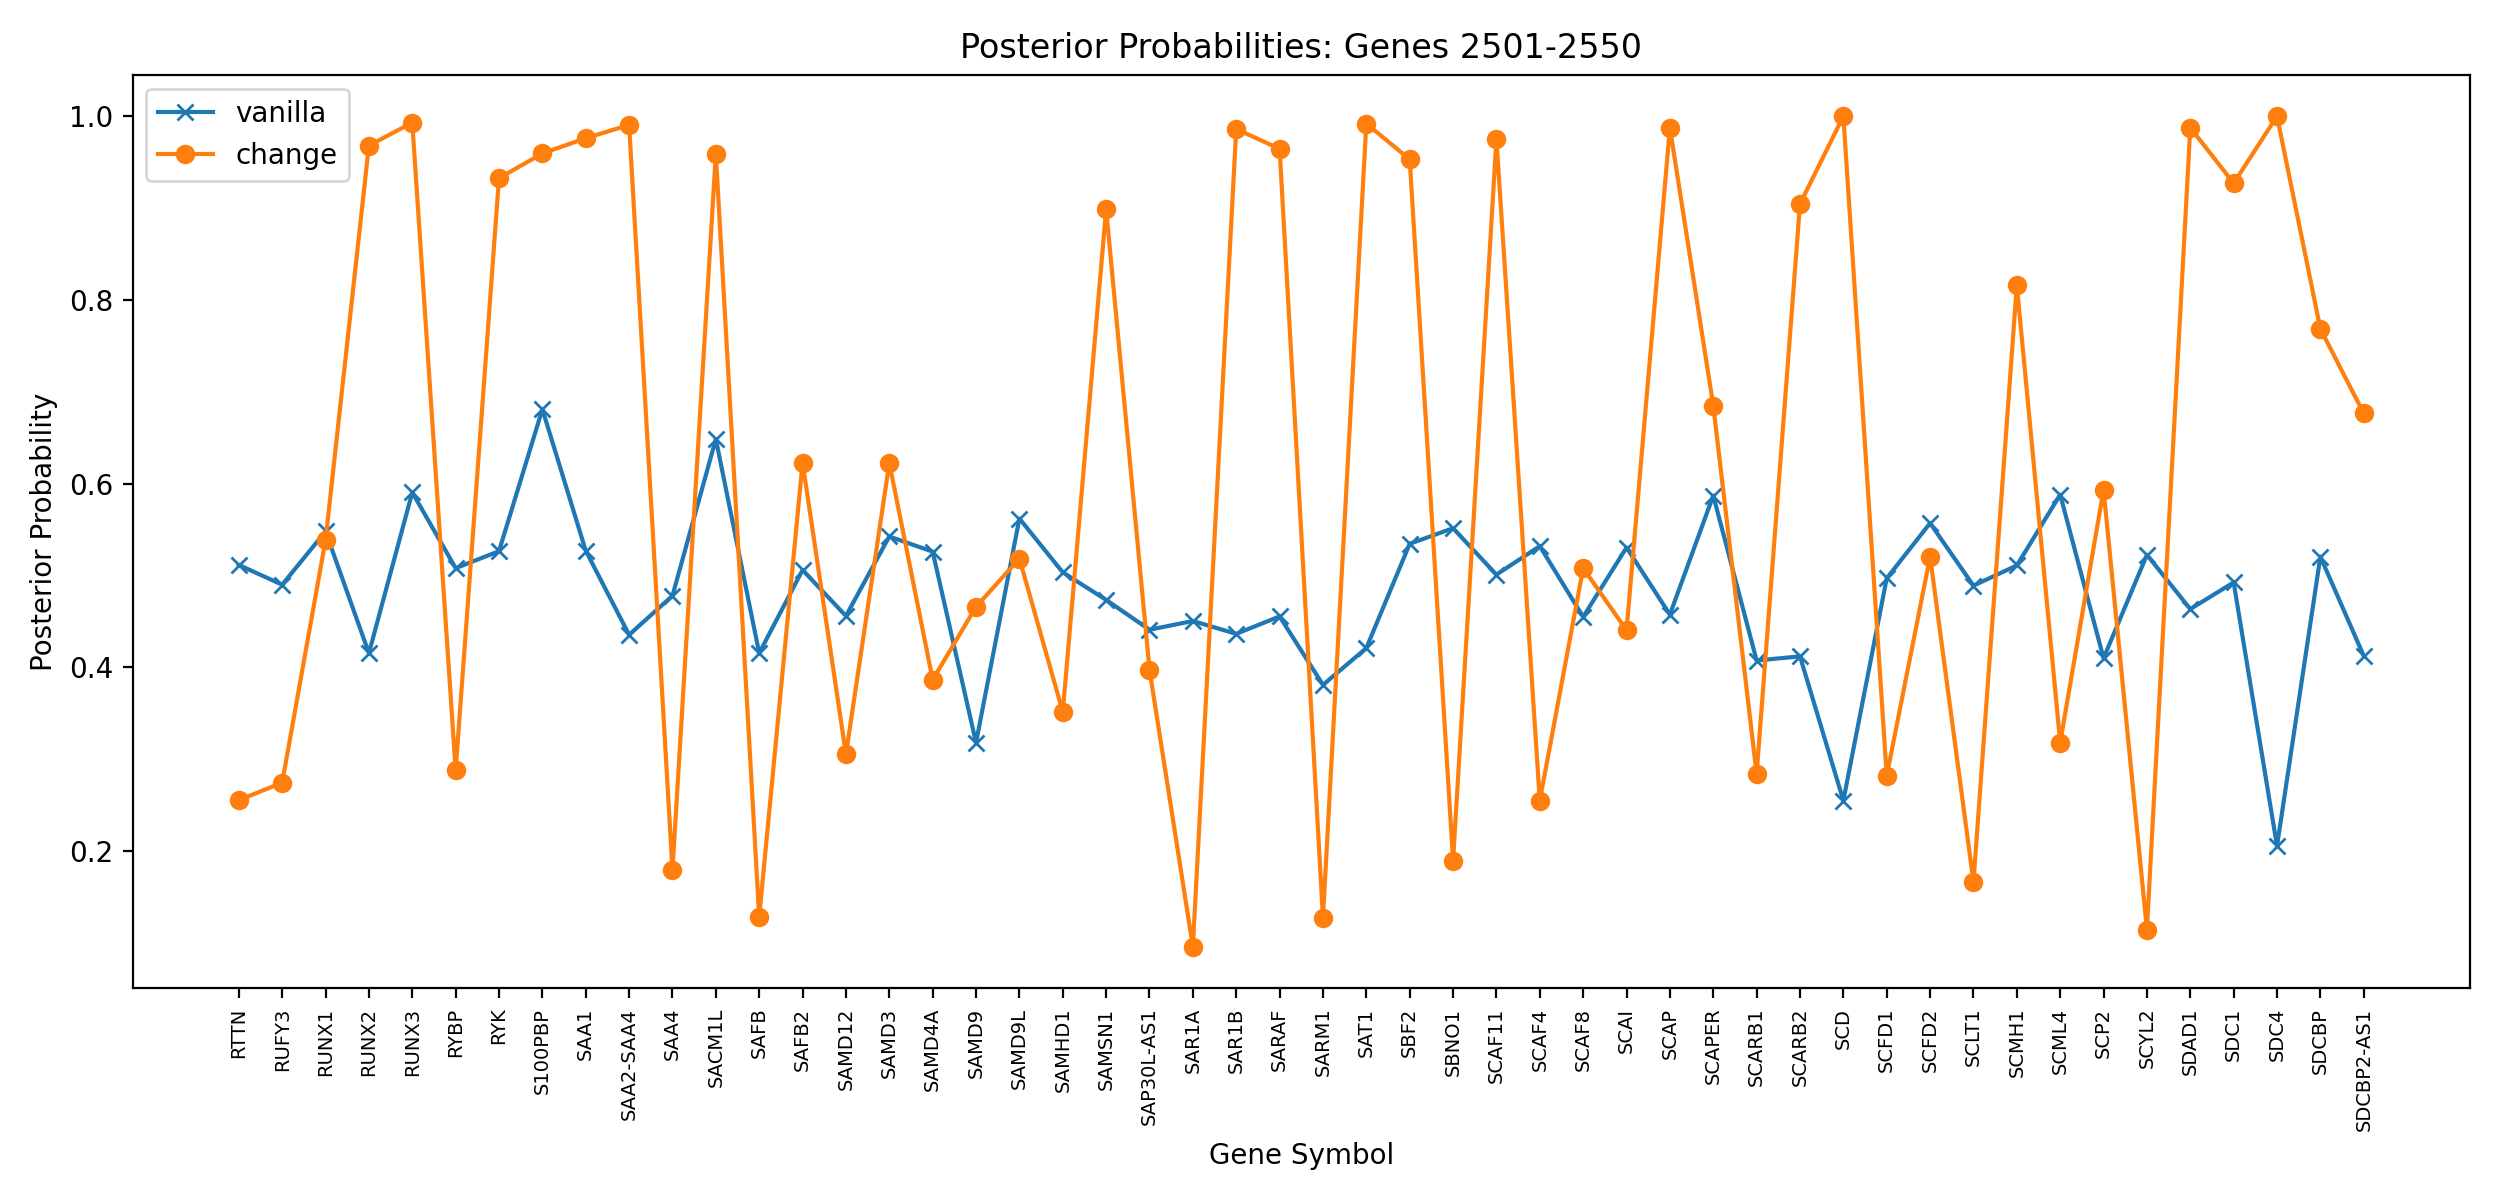 Posterior Probabilities: Genes 2501-2550
vanilla
change
Posterior Probability
1.0
0.8
0.6
0.4
0.2
RTTN
RUFY3
RUNX1
RUNX2
RUNX3
RYBP
RYK
S100PBP
SAA1
SAA2-SAA4
SAA4
SACM1L
SAFB
SAFB2
SAMD12
SAMD3
SAMD4A
SAMD9
SAMD9L
SAMHD1
SAMSN1
SAP30L-AS1
SAR1A
SAR1B
SARAF
SARM1
SAT1
SBF2
SBNO1
SCAF11
SCAF4
SCAF8
SCAI
SCAP
SCAPER
SCARB1
SCARB2
SCD
SCFD1
SCFD2
SCLT1
SCMH1
SCML4
SCP2
SCYL2
SDAD1
SDC1
SDC4
SDCBP
SDCBP2-AS1
Gene Symbol